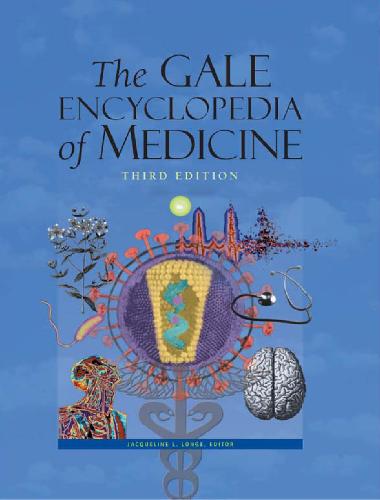 The GALE
ENCYCLOPEDIA
of MEDICINE
THIRD EDITION
JACQUELINE L. LONGE, EDITOR